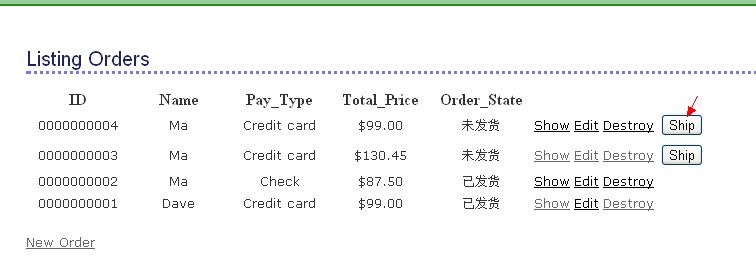 Listing Orders
ID Name Pay_Type Total_Price Order_State
0000000004 Ma Credit card $99.00 未发货 Show Edit Destroy Ship
0000000003 Ma Credit card $130.45 未发货 Show Edit Destroy Ship
0000000002 Ma Check $87.50 已发货 Show Edit Destroy
0000000001 Dave Credit card $99.00 已发货 Show Edit Destroy
New Order